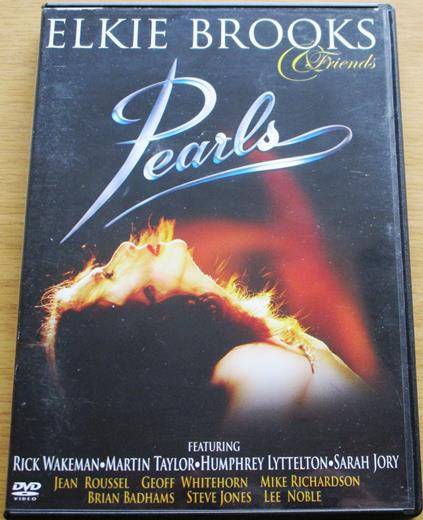 ELKIE BROOKS
& Friends
Pearls
FEATURING
RICK WAKEMAN•MARTIN TAYLOR•HUMPHREY LYTTELTON•SARAH JORY
JEAN ROUSSEL GEOFF WHITEHORN MIKE RICHARDSON
BRIAN BADHAMS STEVE JONES LEE NOBLE
DVD
VIDEO